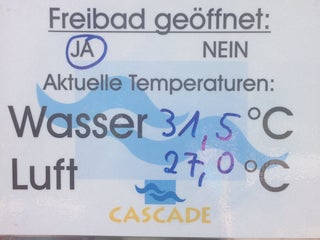 Freibad geöffnet:
JA NEIN
Aktuelle Temperaturen:
Wasser 31,5 °C
Luft 27,0 °C
CASCADE